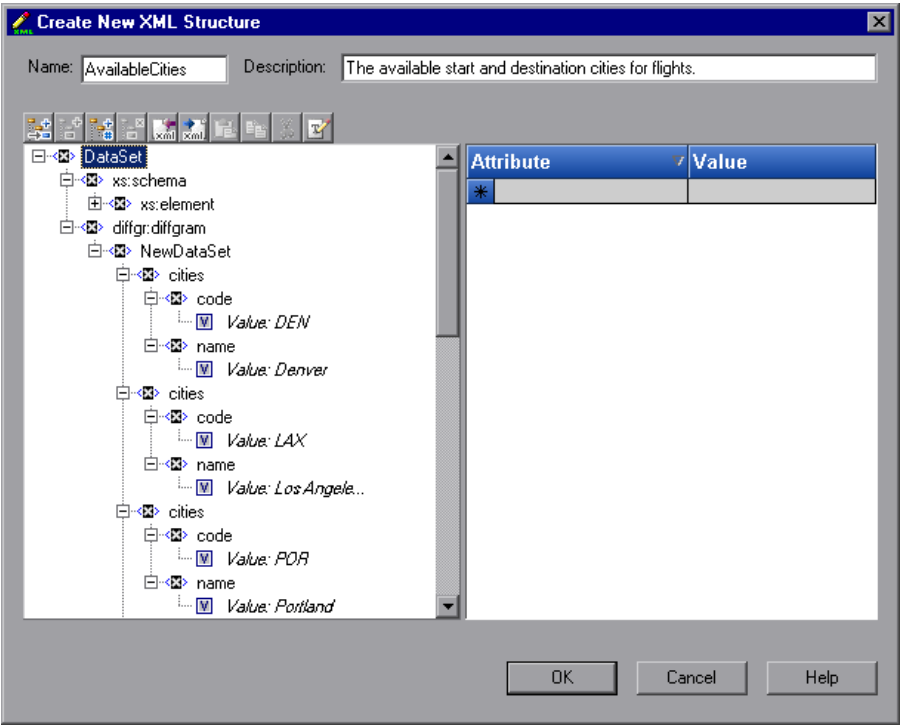 Create New XML Structure
Name: AvailableCities Description: The available start and destination cities for flights.
xml xml
DataSet
Attribute Value
xs:schema
xs:element
diffgr:diffgram
NewDataSet
cities
code
Value: DEN
name
Value: Denver
cities
code
Value: LAX
name
Value: Los Angele...
cities
code
Value: POR
name
Value: Portland
OK Cancel Help